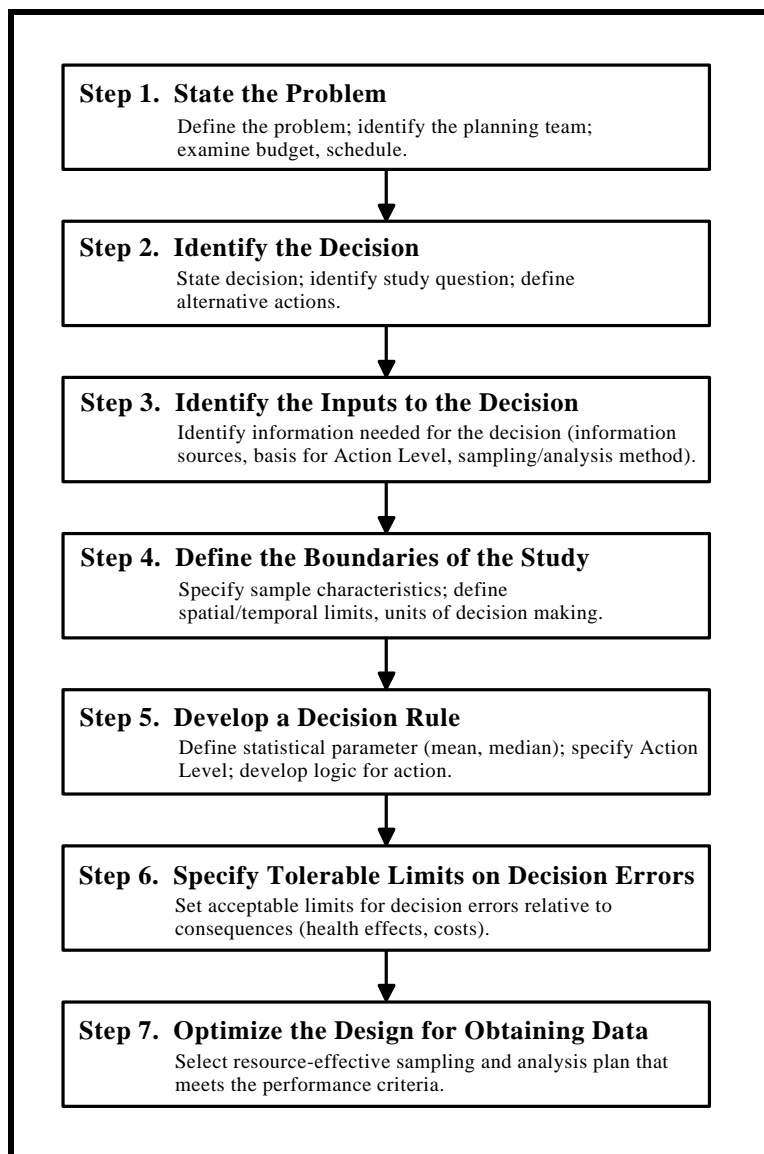 Step 1. State the Problem
Define the problem; identify the planning team;
examine budget, schedule.
Step 2. Identify the Decision
State decision; identify study question; define
alternative actions.
Step 3. Identify the Inputs to the Decision
Identify information needed for the decision (information
sources, basis for Action Level, sampling/analysis method).
Step 4. Define the Boundaries of the Study
Specify sample characteristics; define
spatial/temporal limits, units of decision making.
Step 5. Develop a Decision Rule
Define statistical parameter (mean, median); specify Action
Level; develop logic for action.
Step 6. Specify Tolerable Limits on Decision Errors
Set acceptable limits for decision errors relative to
consequences (health effects, costs).
Step 7. Optimize the Design for Obtaining Data
Select resource-effective sampling and analysis plan that
meets the performance criteria.